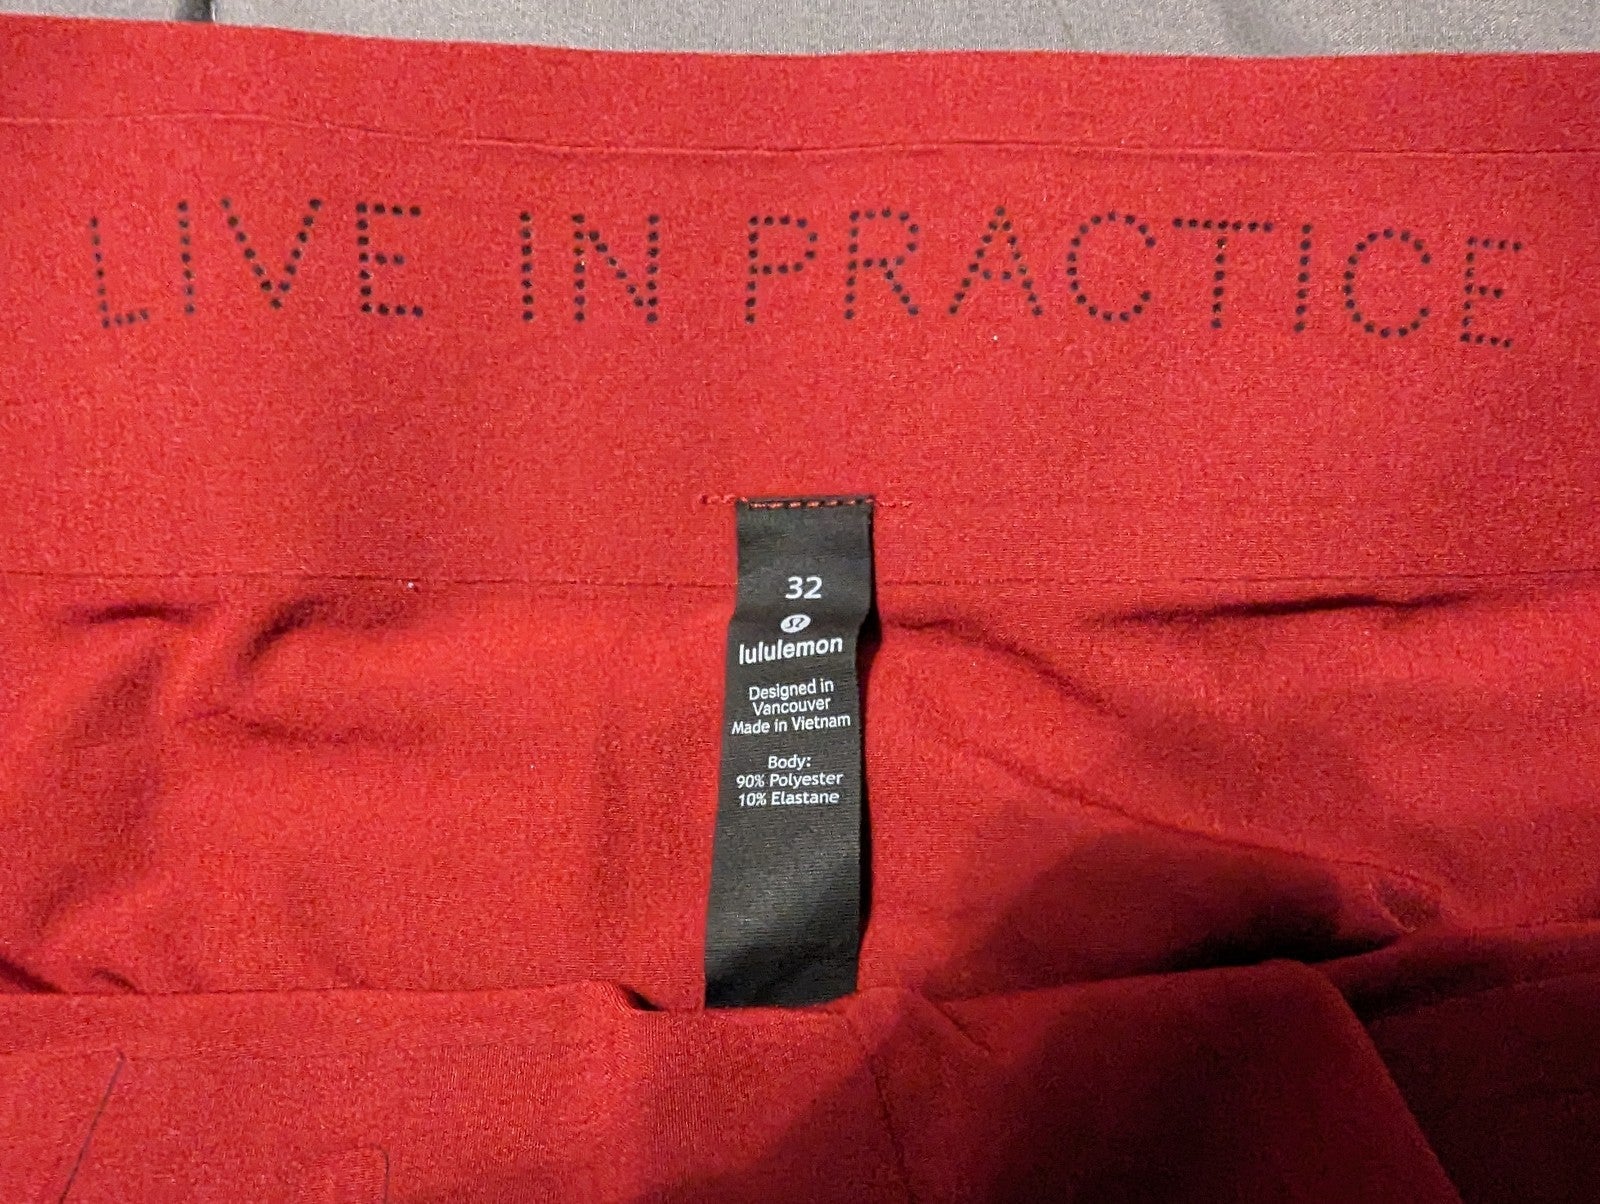 LIVE IN PRACTICE
32
lululemon
Designed in
Vancouver
Made in Vietnam
Body:
90% Polyester
10% Elastane